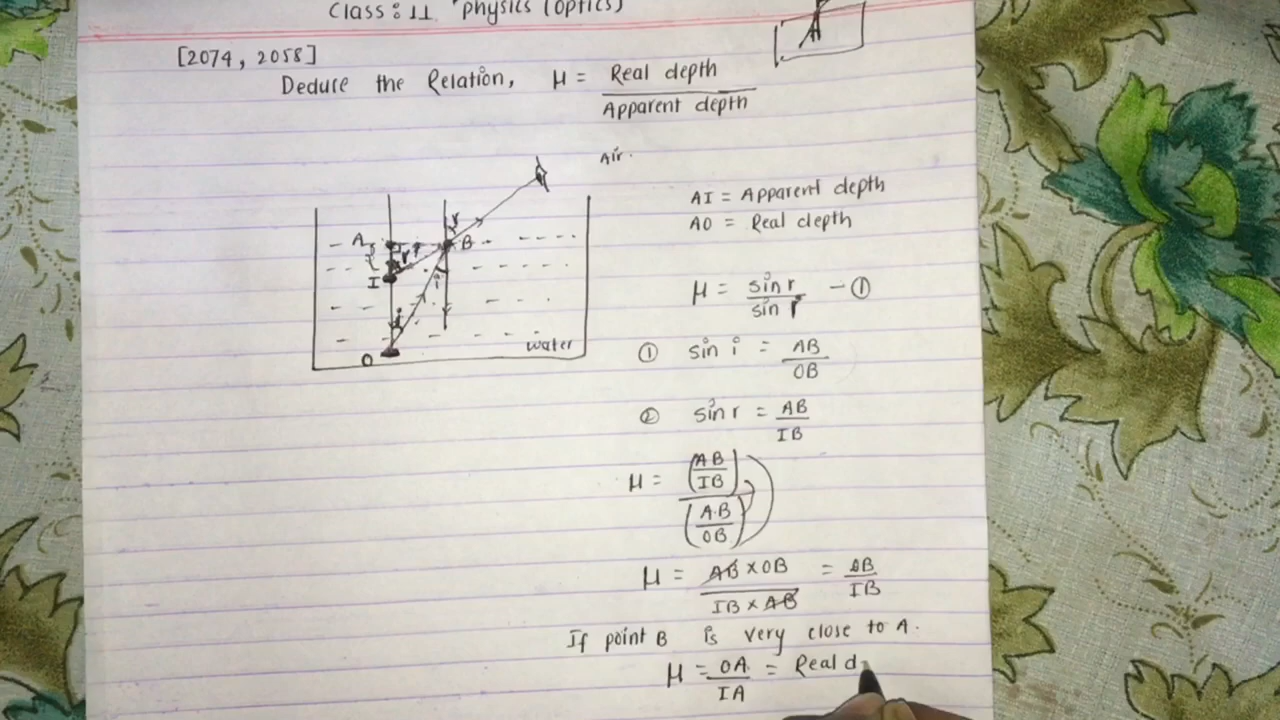 Class: 11 physics (optics)
[2074, 2058]
Deduce the Relation, μ = Real depth / Apparent depth
Air.
A
B
r
r
r
i
i
I
O
water
AI = Apparent depth
AO = Real depth
μ = sin r / sin r - ①
① sin i = AB / OB
② sin r = AB / IB
μ = (AB / IB) / (A.B / OB)
μ = AB × OB / IB × AB = OB / IB
If point B is very close to A.
μ = OA / IA = Real d